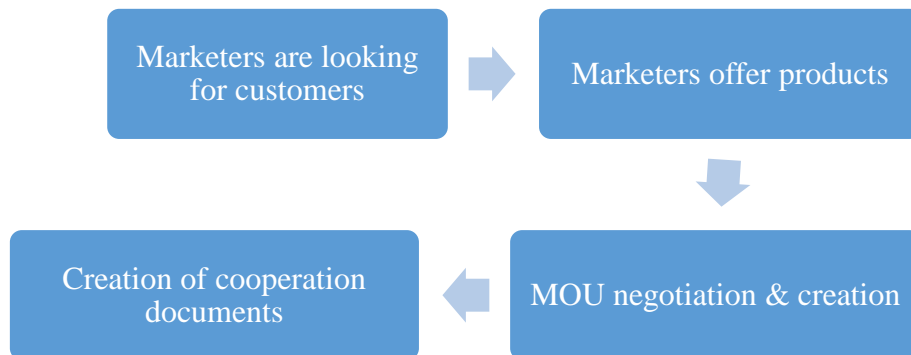 Marketers are looking
for customers
Marketers offer products
MOU negotiation & creation
Creation of cooperation
documents